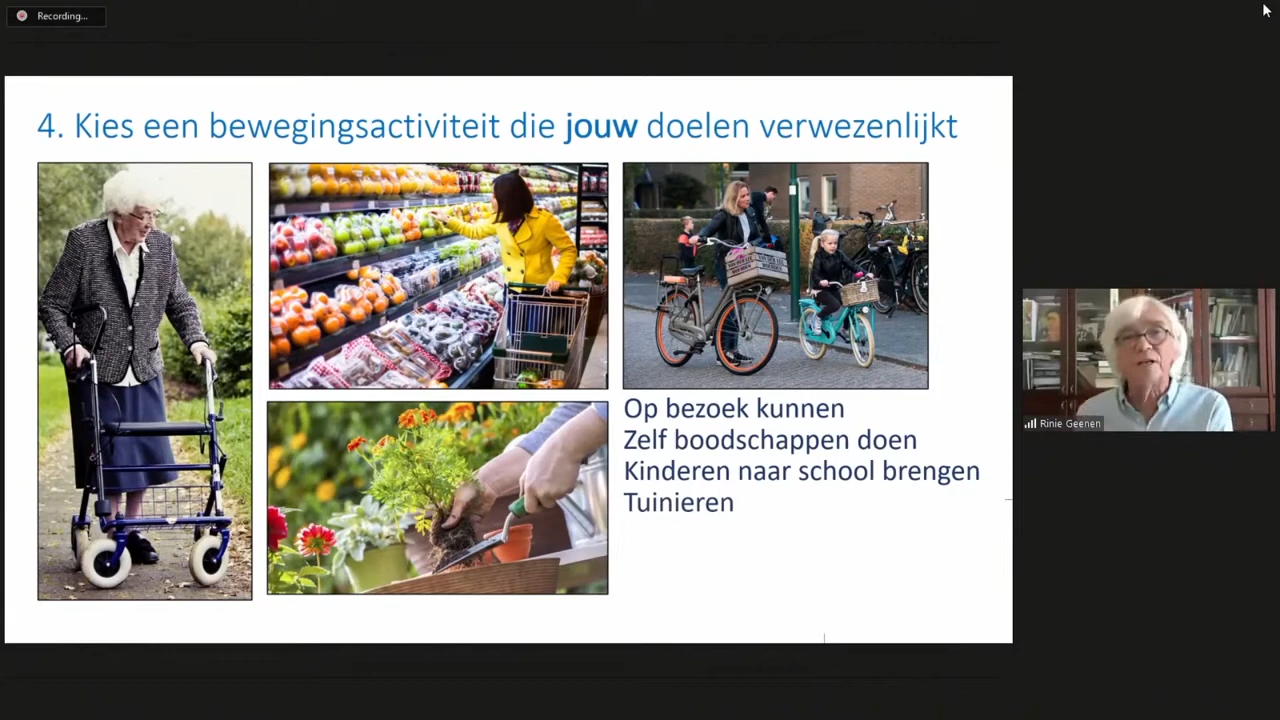 Recording...
4. Kies een bewegingsactiviteit die jouw doelen verwezenlijkt
Op bezoek kunnen
Zelf boodschappen doen
Kinderen naar school brengen
Tuinieren
Rinie Geenen